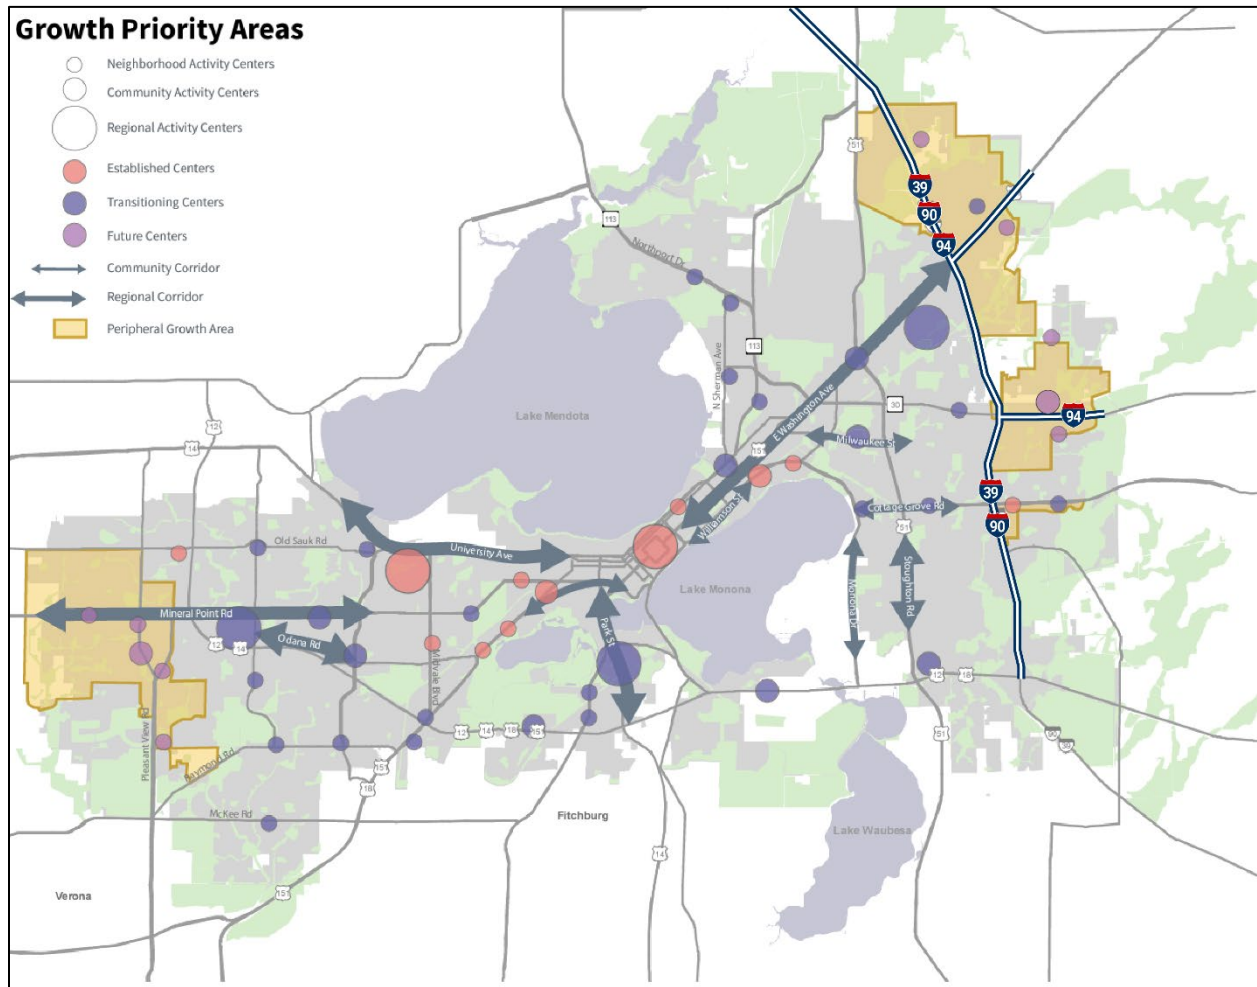 Growth Priority Areas
Neighborhood Activity Centers
Community Activity Centers
Regional Activity Centers
Established Centers
Transitioning Centers
Future Centers
Community Corridor
Regional Corridor
Peripheral Growth Area
51
39
90
94
113
Northport Dr
113
N Sherman Ave
Lake Mendota
E Washington Ave
30
94
12
14
151
Milwaukee St
39
90
Williamson St
Cottage Grove Rd
51
Old Sauk Rd
University Ave
Lake Monona
Monona Dr
Stoughton Rd
Mineral Point Rd
Park St
12
14
Odana Rd
Midvale Blvd
12
18
Pleasant View Rd
12
14
18
151
51
90
39
Raymond Rd
151
18
McKee Rd
Fitchburg
Lake Waubesa
14
Verona
151